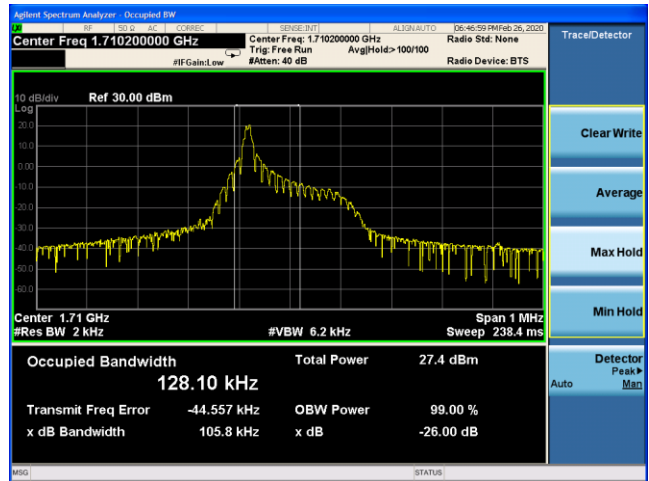 Agilent Spectrum Analyzer - Occupied BW
RF 50 Ω AC CORREC SENSE:INT ALIGNAUTO 06:46:59 PMFeb 26, 2020
Center Freq 1.710200000 GHz Center Freq: 1.710200000 GHz Radio Std: None Trace/Detector
Trig: Free Run Avg|Hold>100/100
#IFGain:Low #Atten: 40 dB Radio Device: BTS
10 dB/div Ref 30.00 dBm
Log
20.0
10.0
0.00
-10.0
-20.0
-30.0
-40.0
-50.0
-60.0
Center 1.71 GHz Span 1 MHz
#Res BW 2 kHz #VBW 6.2 kHz Sweep 238.4 ms
Occupied Bandwidth Total Power 27.4 dBm
128.10 kHz
Transmit Freq Error -44.557 kHz OBW Power 99.00 %
x dB Bandwidth 105.8 kHz x dB -26.00 dB
MSG STATUS
Clear Write
Average
Max Hold
Min Hold
Detector
Peak▶
Auto Man